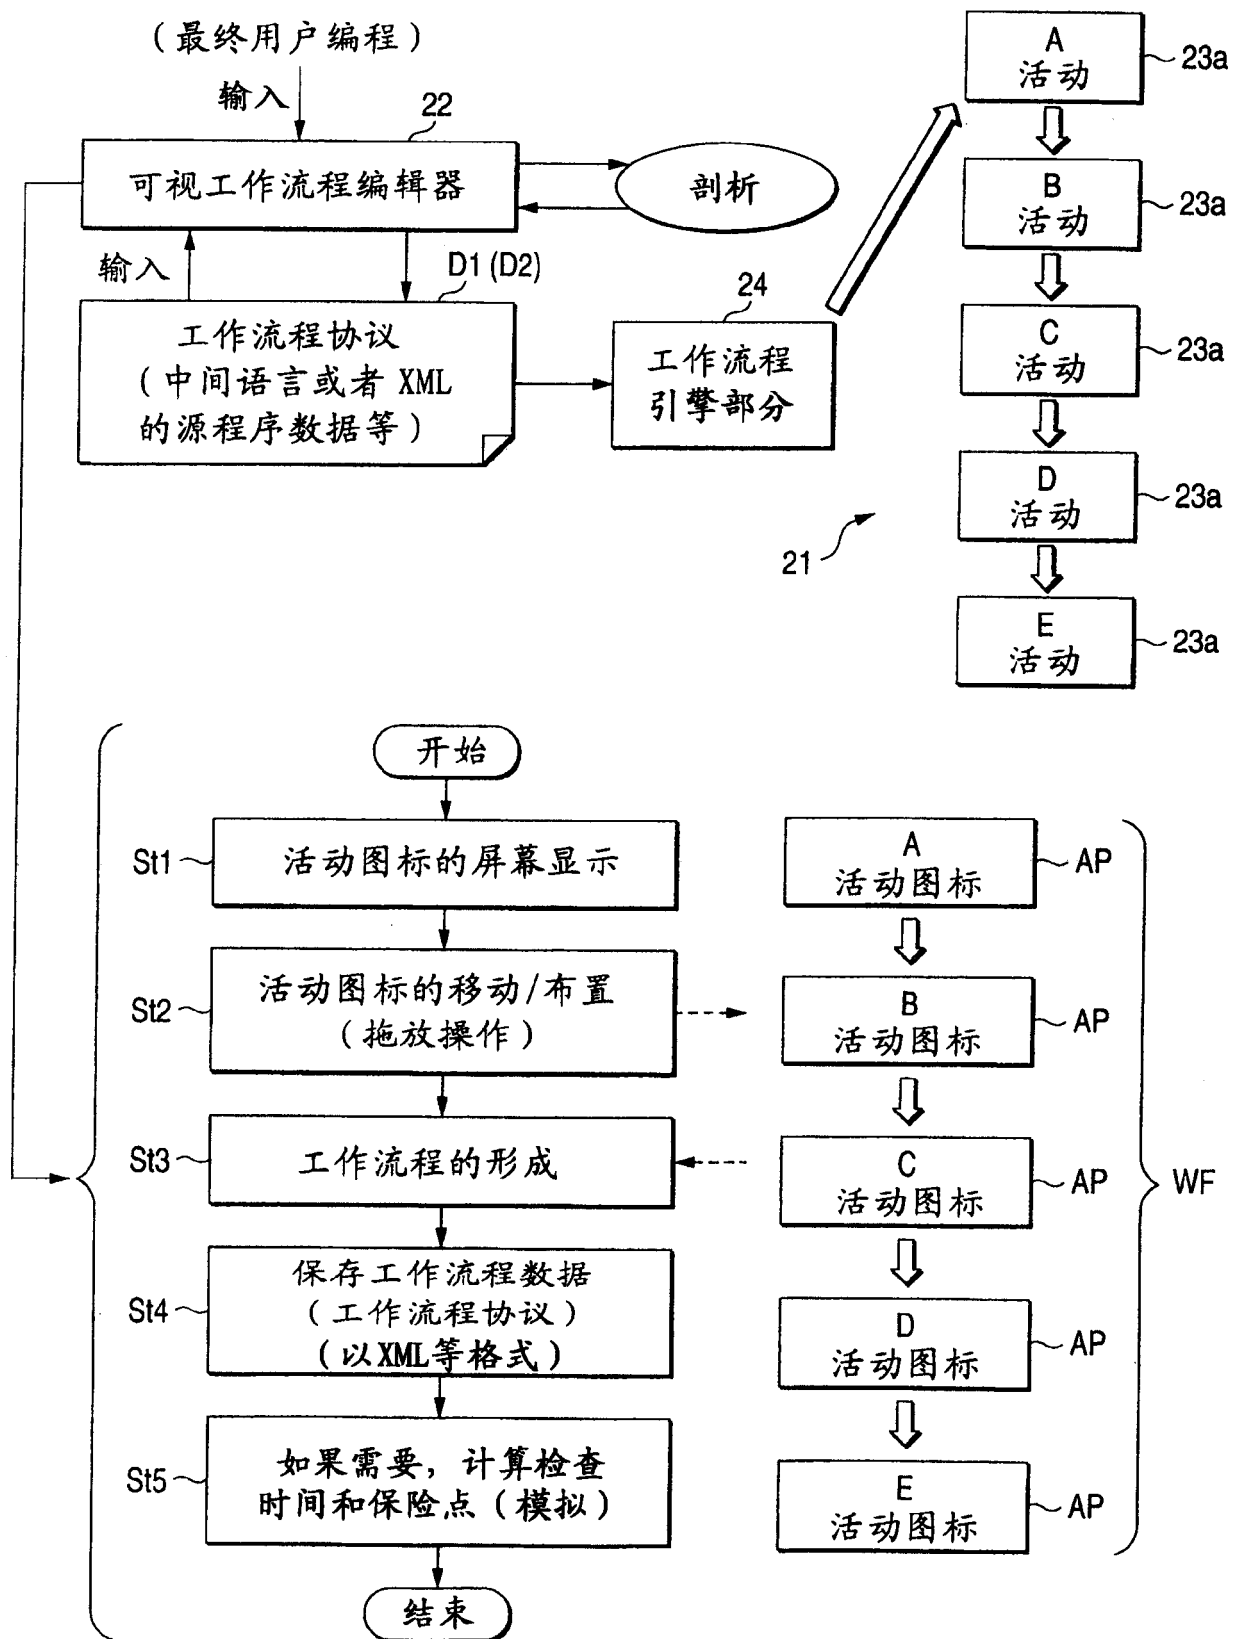 (最终用户编程)
输入
22
可视工作流程编辑器
剖析
输入
D1 (D2)
工作流程协议
(中间语言或者 XML
的源程序数据等)
24
工作流程
引擎部分
A
活动
23a
B
活动
23a
C
活动
23a
D
活动
23a
E
活动
23a
21
开始
St1
活动图标的屏幕显示
St2
活动图标的移动/布置
(拖放操作)
St3
工作流程的形成
St4
保存工作流程数据
(工作流程协议)
(以XML等格式)
St5
如果需要，计算检查
时间和保险点(模拟)
结束
A
活动图标
AP
B
活动图标
AP
C
活动图标
AP
D
活动图标
AP
E
活动图标
AP
WF